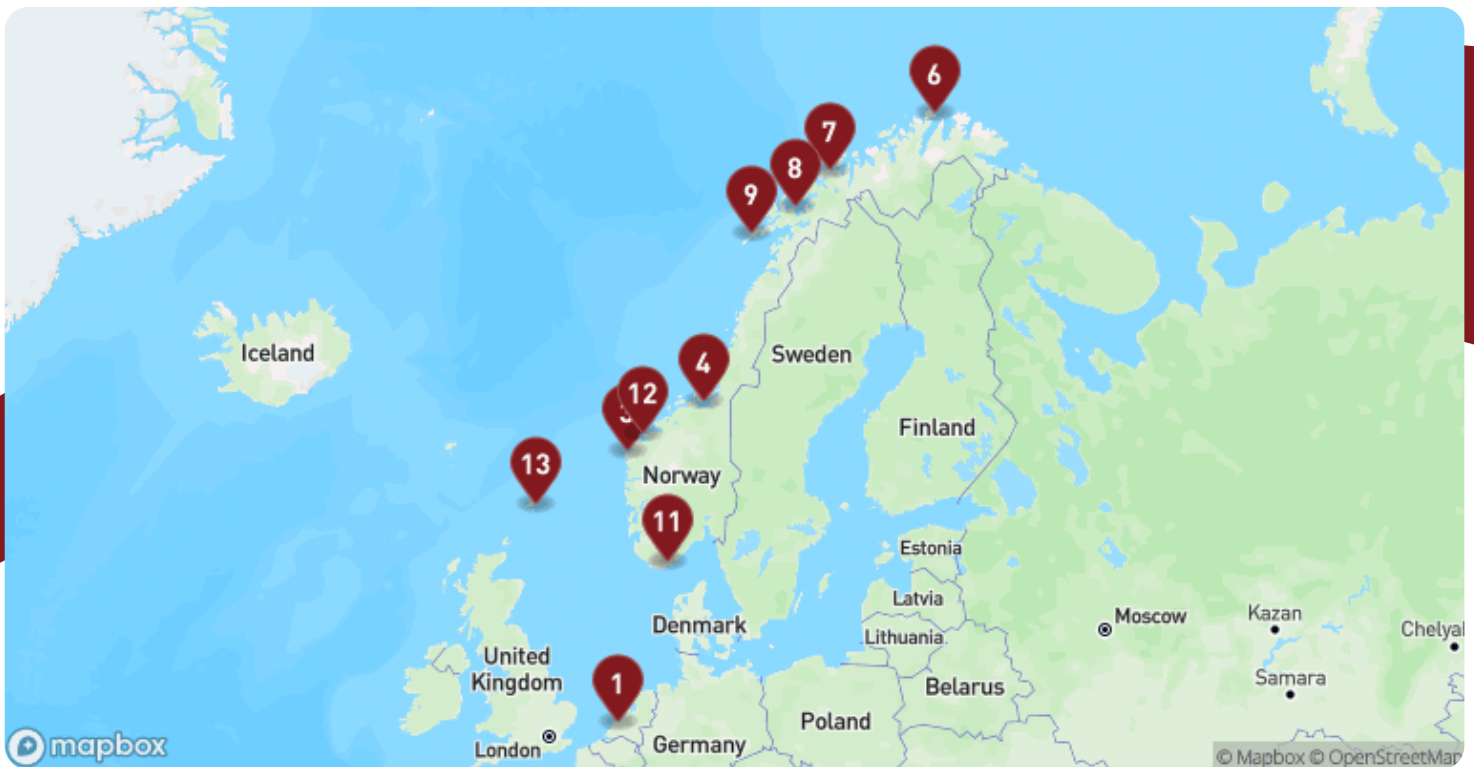 6
7
8
9
Iceland
4
Sweden
12
3
Finland
13
Norway
11
Estonia
Latvia
Denmark
Moscow
Kazan
Lithuania
United
Kingdom
1
Belarus
Samara
Poland
London
Germany
mapbox
© Mapbox © OpenStreetMap